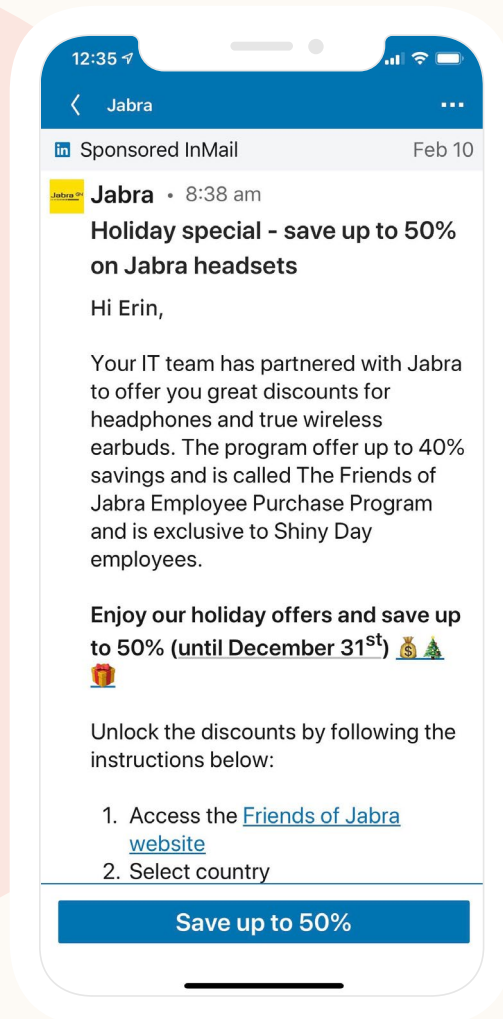 12:35
Jabra
in Sponsored InMail Feb 10
Jabra
Jabra • 8:38 am
Holiday special - save up to 50%
on Jabra headsets
Hi Erin,
Your IT team has partnered with Jabra
to offer you great discounts for
headphones and true wireless
earbuds. The program offer up to 40%
savings and is called The Friends of
Jabra Employee Purchase Program
and is exclusive to Shiny Day
employees.
Enjoy our holiday offers and save up
to 50% (until December 31st) 💰🎄
🎁
Unlock the discounts by following the
instructions below:
1. Access the Friends of Jabra
website
2. Select country
Save up to 50%